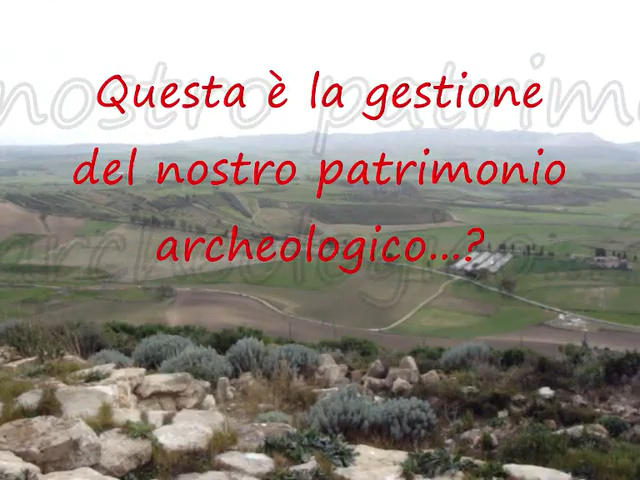 Questa è la gestione
del nostro patrimonio
archeologico...?